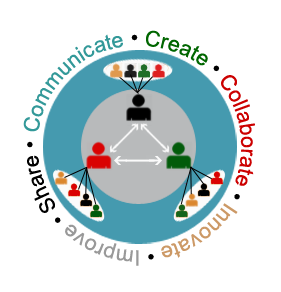 Communicate • Create • Collaborate • Innovate • Improve • Share •